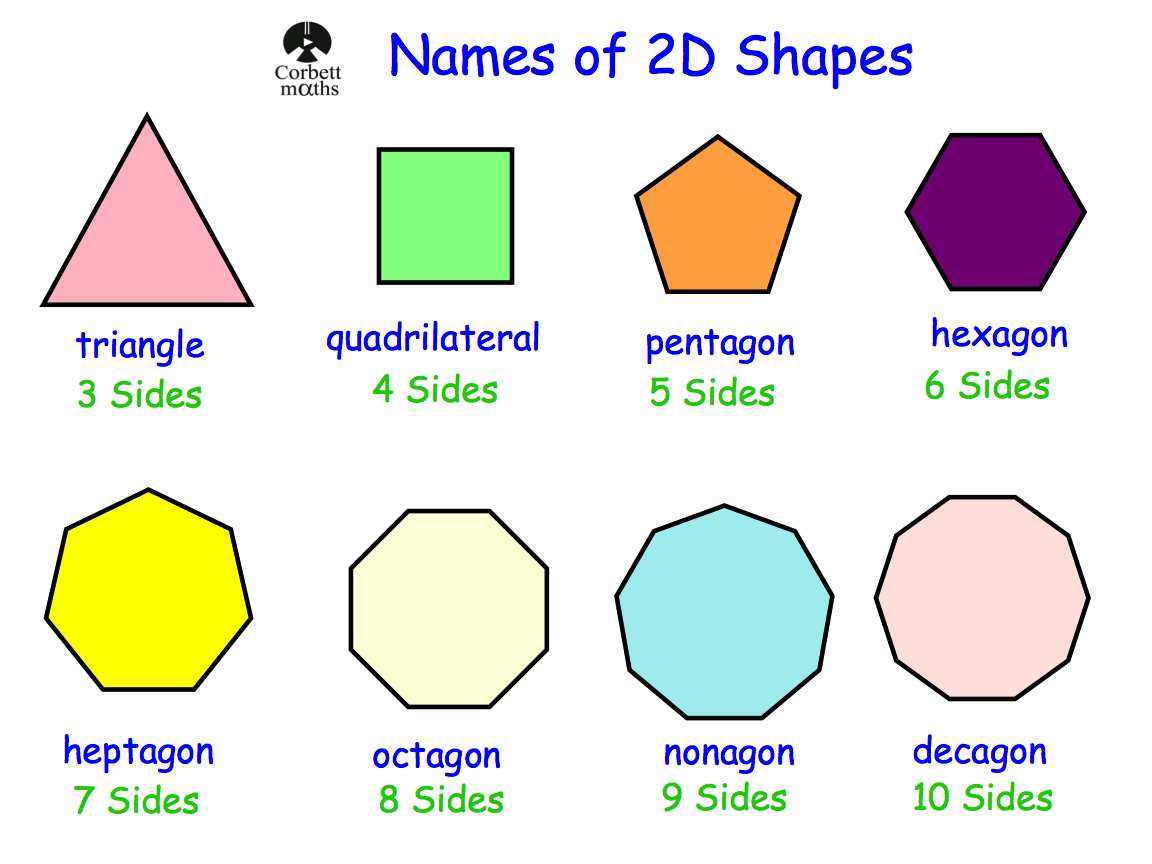 Corbett
mαths
Names of 2D Shapes
triangle
3 Sides
quadrilateral
4 Sides
pentagon
5 Sides
hexagon
6 Sides
heptagon
7 Sides
octagon
8 Sides
nonagon
9 Sides
decagon
10 Sides